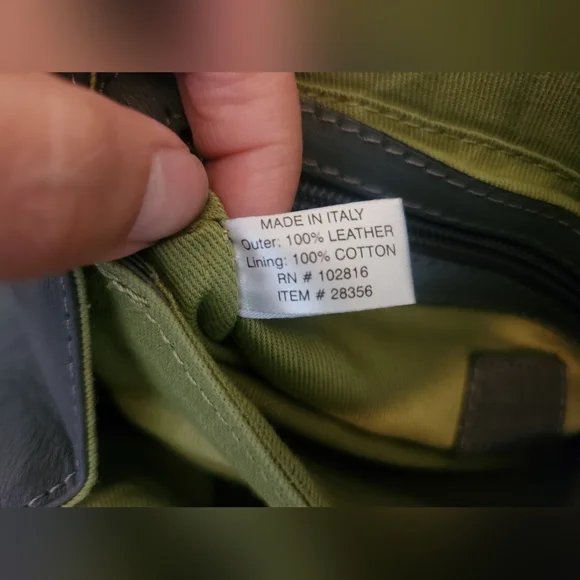 MADE IN ITALY
Outer: 100% LEATHER
Lining: 100% COTTON
RN # 102816
ITEM # 28356